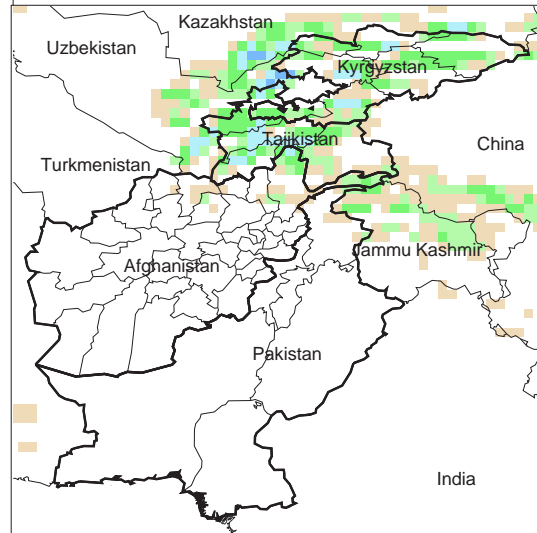 Kazakhstan
Uzbekistan
Kyrgyzstan
Tajikistan
China
Turkmenistan
Jammu Kashmir
Afghanistan
Pakistan
India